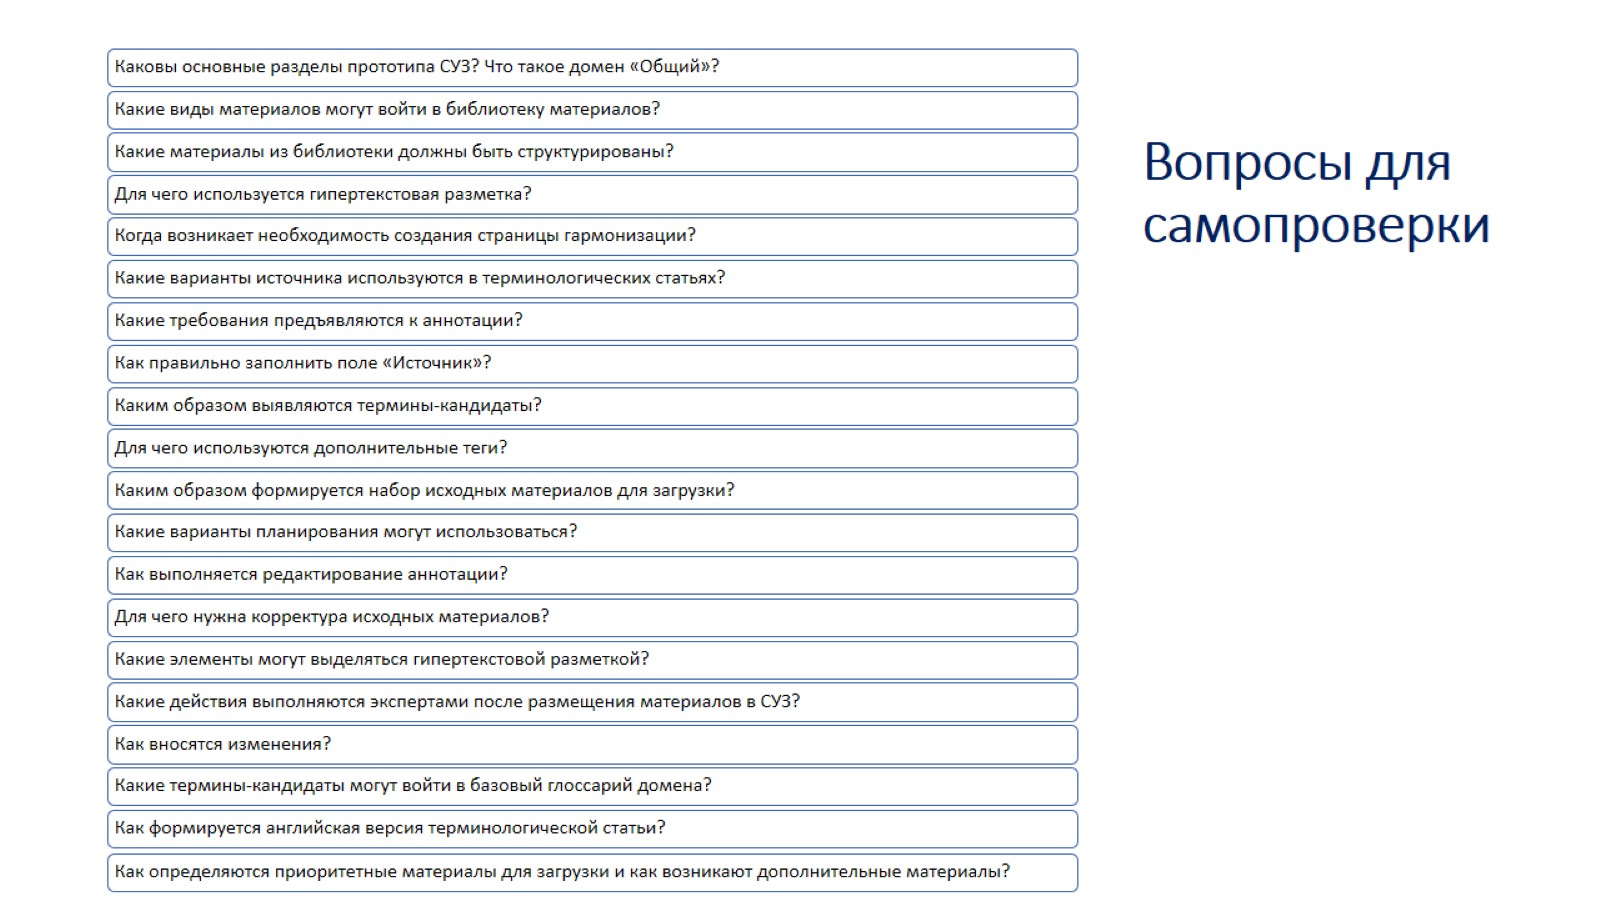 Каковы основные разделы прототипа СУЗ? Что такое домен «Общий»?
Какие виды материалов могут войти в библиотеку материалов?
Какие материалы из библиотеки должны быть структурированы?
Для чего используется гипертекстовая разметка?
Когда возникает необходимость создания страницы гармонизации?
Какие варианты источника используются в терминологических статьях?
Какие требования предъявляются к аннотации?
Как правильно заполнить поле «Источник»?
Каким образом выявляются термины-кандидаты?
Для чего используются дополнительные теги?
Каким образом формируется набор исходных материалов для загрузки?
Какие варианты планирования могут использоваться?
Как выполняется редактирование аннотации?
Для чего нужна корректура исходных материалов?
Какие элементы могут выделяться гипертекстовой разметкой?
Какие действия выполняются экспертами после размещения материалов в СУЗ?
Как вносятся изменения?
Какие термины-кандидаты могут войти в базовый глоссарий домена?
Как формируется английская версия терминологической статьи?
Как определяются приоритетные материалы для загрузки и как возникают дополнительные материалы?
Вопросы для
самопроверки